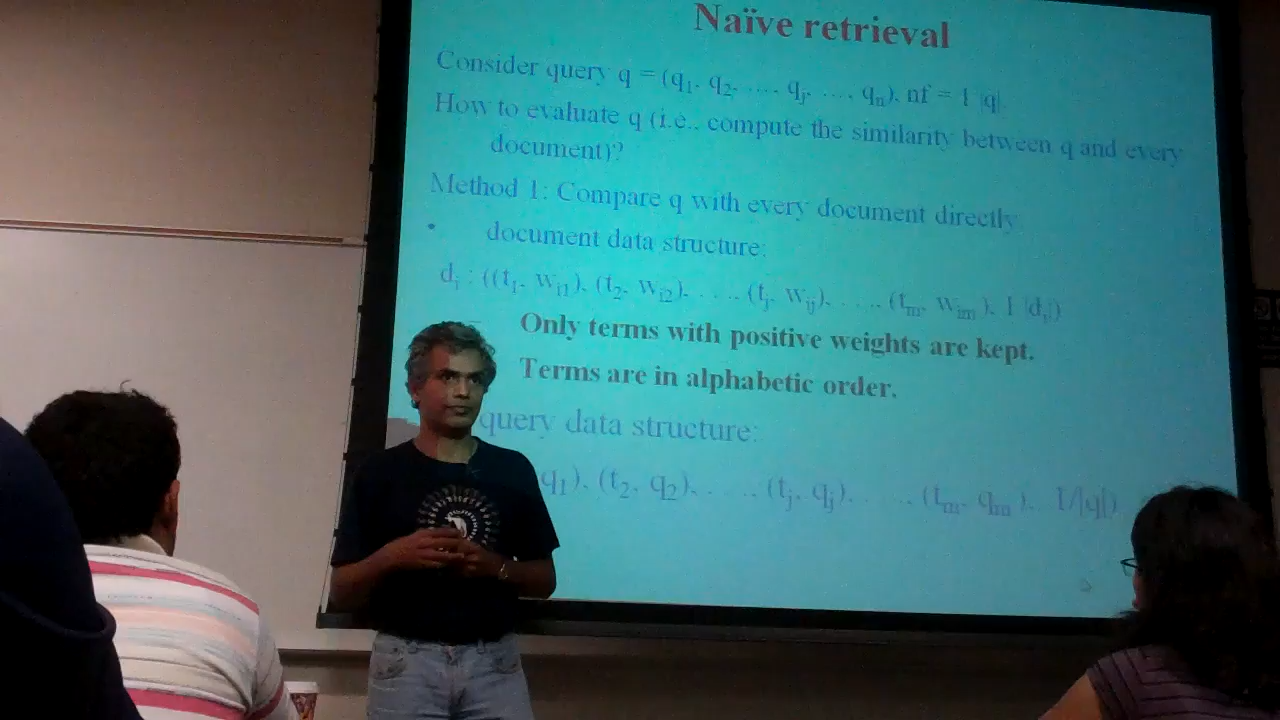 Naïve retrieval
Consider query q = (q1, q2, ..., qj, ..., qn), nf = 1/|q|.
How to evaluate q (i.e., compute the similarity between q and every
document)?
Method 1: Compare q with every document directly.
• document data structure:
di : ((t1, wi1), (t2, wi2), . . ., (tj, wij), . . ., (tm, wim ), 1/|di|)
Only terms with positive weights are kept.
Terms are in alphabetic order.
query data structure:
q1), (t2, q2), . . ., (tj, qj), . . ., (tm, qm ), 1/|q|)